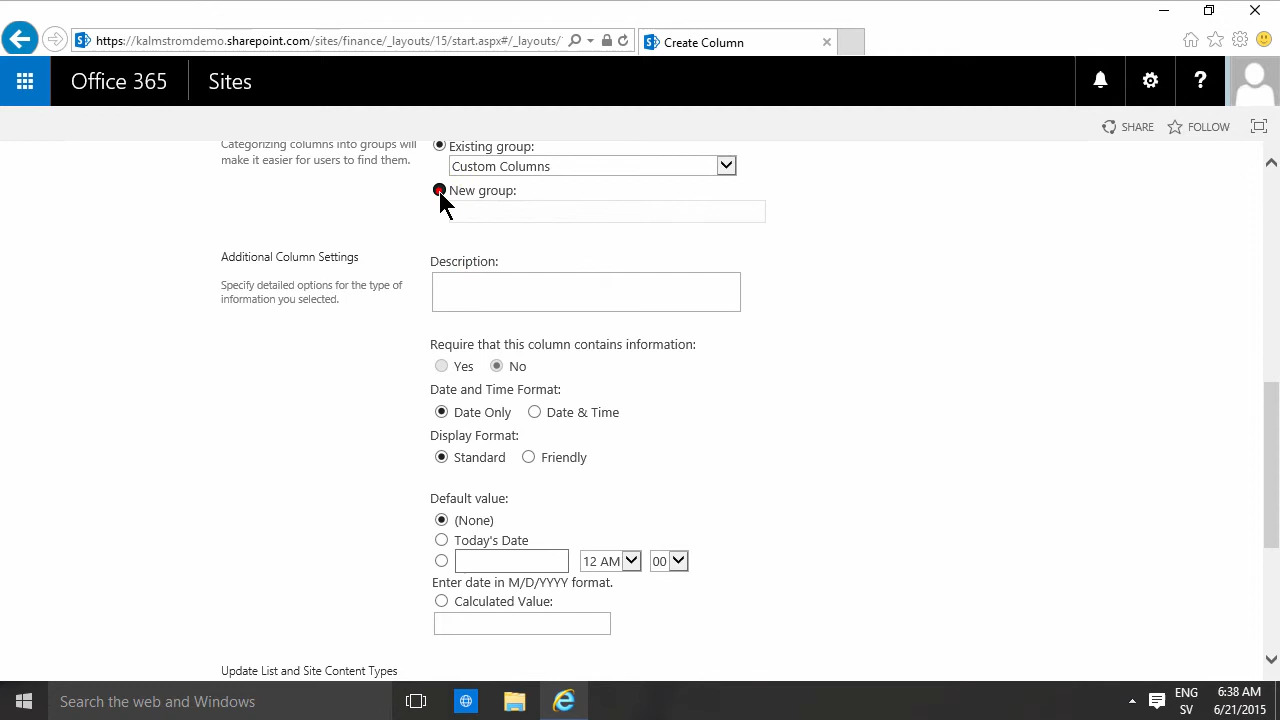 https://kalmstromdemo.sharepoint.com/sites/finance/_layouts/15/start.aspx#/_layouts/
Create Column
Office 365
Sites
SHARE
FOLLOW
Categorizing columns into groups will
make it easier for users to find them.
Existing group:
Custom Columns
New group:
Additional Column Settings
Specify detailed options for the type of
information you selected.
Description:
Require that this column contains information:
Yes No
Date and Time Format:
Date Only Date & Time
Display Format:
Standard Friendly
Default value:
(None)
Today's Date
12 AM 00
Enter date in M/D/YYYY format.
Calculated Value:
Update List and Site Content Types
Search the web and Windows
ENG
SV
6:38 AM
6/21/2015